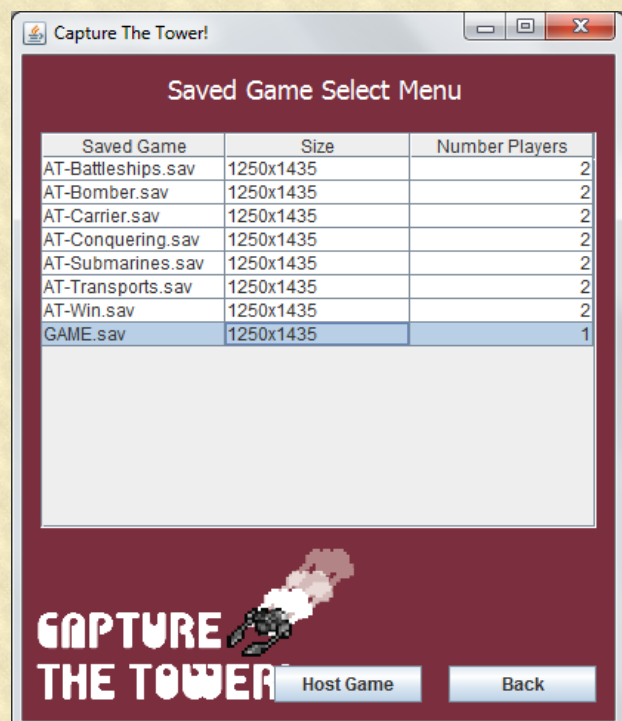 Capture The Tower!
Saved Game Select Menu
Saved Game Size Number Players
AT-Battleships.sav 1250x1435 2
AT-Bomber.sav 1250x1435 2
AT-Carrier.sav 1250x1435 2
AT-Conquering.sav 1250x1435 2
AT-Submarines.sav 1250x1435 2
AT-Transports.sav 1250x1435 2
AT-Win.sav 1250x1435 2
GAME.sav 1250x1435 1
CAPTURE
THE TOWER!
Host Game Back